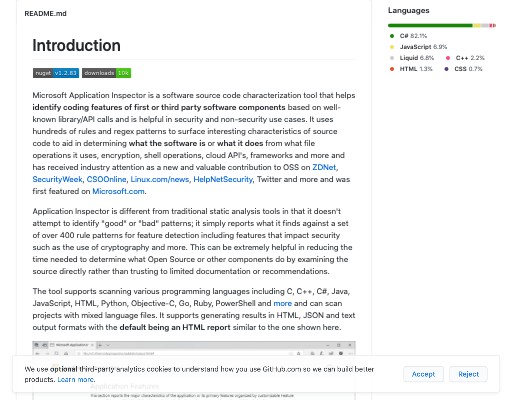 README.md
Introduction
nuget v1.2.63 downloads 10k
Microsoft Application Inspector is a software source code characterization tool that helps
identify coding features of first or third party software components based on well-
known library/API calls and is helpful in security and non-security use cases. It uses
hundreds of rules and regex patterns to surface interesting characteristics of source
code to aid in determining what the software is or what it does from what file
operations it uses, encryption, shell operations, cloud API's, frameworks and more and
has received industry attention as a new and valuable contribution to OSS on ZDNet,
SecurityWeek, CSOOnline, Linux.com/news, HelpNetSecurity, Twitter and more and was
first featured on Microsoft.com.
Application Inspector is different from traditional static analysis tools in that it doesn't
attempt to identify "good" or "bad" patterns; it simply reports what it finds against a set
of over 400 rule patterns for feature detection including features that impact security
such as the use of cryptography and more. This can be extremely helpful in reducing the
time needed to determine what Open Source or other components do by examining the
source directly rather than trusting to limited documentation or recommendations.
The tool supports scanning various programming languages including C, C++, C#, Java,
JavaScript, HTML, Python, Objective-C, Go, Ruby, PowerShell and more and can scan
projects with mixed language files. It supports generating results in HTML, JSON and text
output formats with the default being an HTML report similar to the one shown here.
Languages
C# 82.1%
JavaScript 6.9%
Liquid 6.8% C++ 2.2%
HTML 1.3% CSS 0.7%
We use optional third-party analytics cookies to understand how you use GitHub.com so we can build better
products. Learn more.
Accept Reject
Application Features